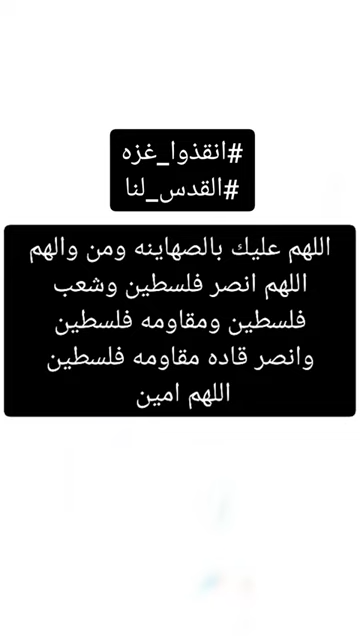 #انقذوا_غزه
#القدس_لنا
اللهم عليك بالصهاينه ومن والهم
اللهم انصر فلسطين وشعب
فلسطين ومقاومه فلسطين
وانصر قاده مقاومه فلسطين
اللهم امين